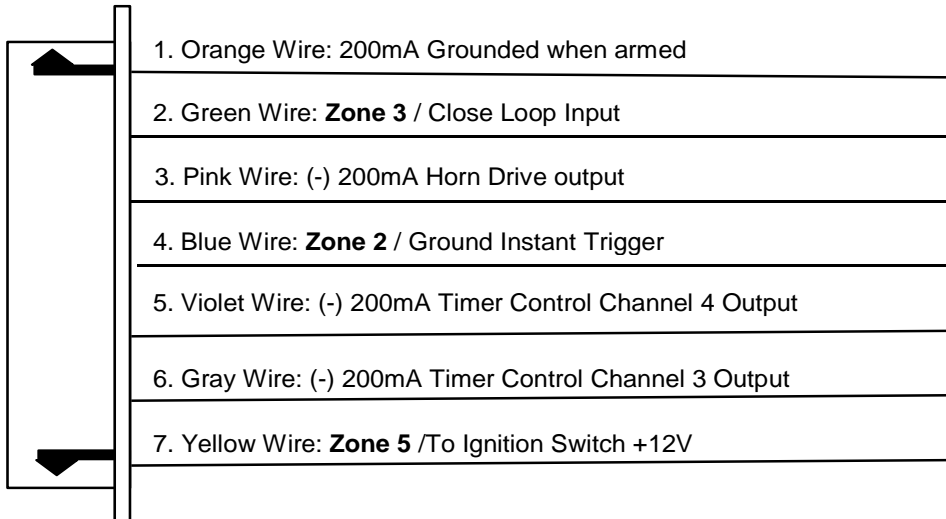 1. Orange Wire: 200mA Grounded when armed
2. Green Wire: Zone 3 / Close Loop Input
3. Pink Wire: (-) 200mA Horn Drive output
4. Blue Wire: Zone 2 / Ground Instant Trigger
5. Violet Wire: (-) 200mA Timer Control Channel 4 Output
6. Gray Wire: (-) 200mA Timer Control Channel 3 Output
7. Yellow Wire: Zone 5 /To Ignition Switch +12V